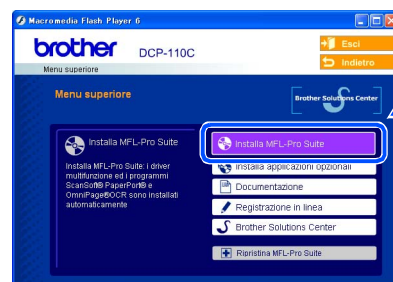 Macromedia Flash Player 6
brother
DCP-110C
Esci
Indietro
Menu superiore
Menu superiore
Brother Solutions Center
Installa MFL-Pro Suite
Installa MFL-Pro Suite: i driver
multifunzione ed i programmi
ScanSoft® PaperPort® e
OmniPage®OCR sono installati
automaticamente
Installa MFL-Pro Suite
Installa applicazioni opzionali
Documentazione
Registrazione in linea
Brother Solutions Center
Ripristina MFL-Pro Suite